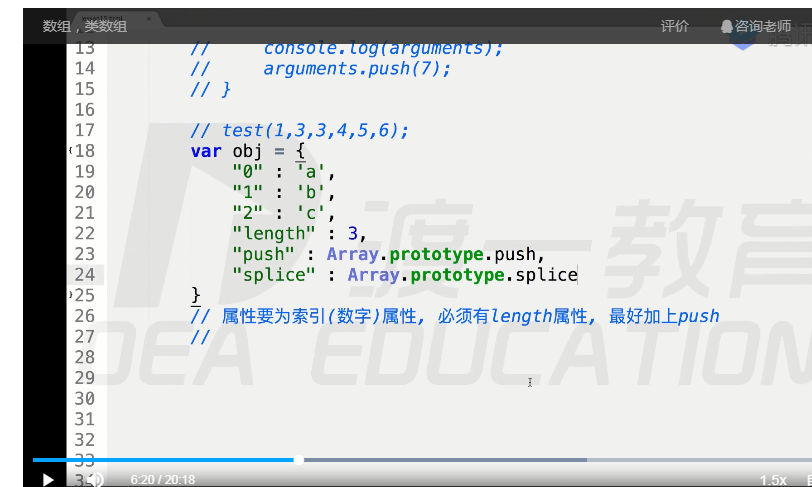 数组，类数组
评价
咨询老师
13 // console.log(arguments);
14 // arguments.push(7);
15 // }
16
17 // test(1,3,3,4,5,6);
18 var obj = {
19 "0" : 'a',
20 "1" : 'b',
21 "2" : 'c',
22 "length" : 3,
23 "push" : Array.prototype.push,
24 "splice" : Array.prototype.splice
25 }
26 // 属性要为索引(数字)属性, 必须有length属性, 最好加上push
27 //
28
29
30
31
32
33
渡一教育
EDUCATION
6:20 / 20:18
1.5x